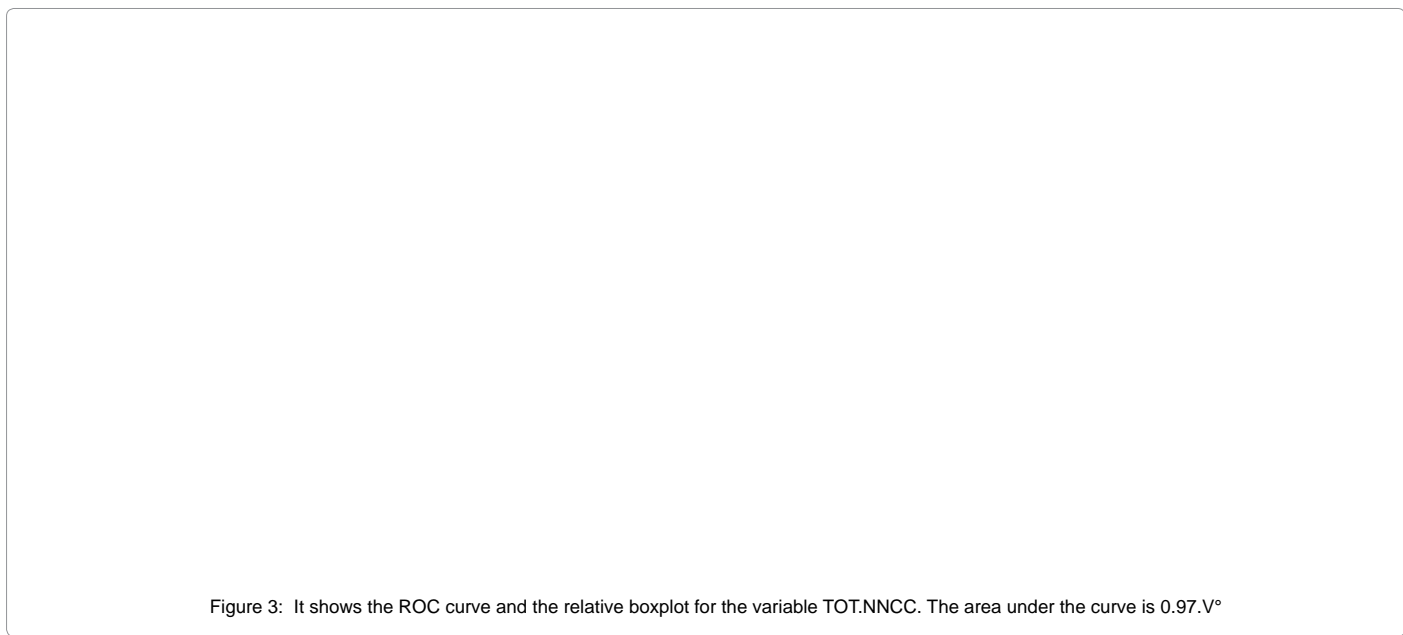 Figure 3:  It shows the ROC curve and the relative boxplot for the variable TOT.NNCC. The area under the curve is 0.97.V°